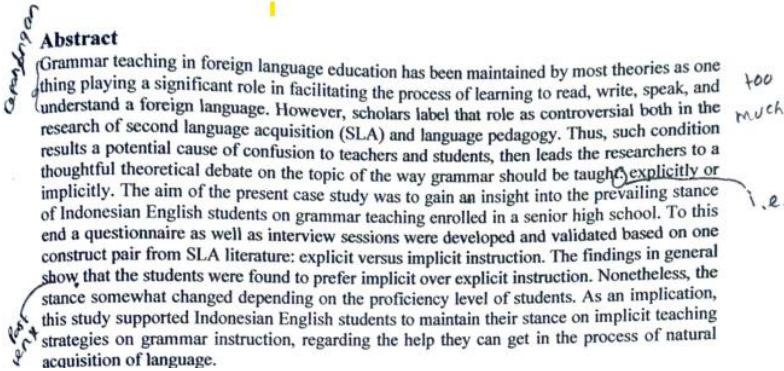 Abstract
Grammar teaching in foreign language education has been maintained by most theories as one
thing playing a significant role in facilitating the process of learning to read, write, speak, and
understand a foreign language. However, scholars label that role as controversial both in the
research of second language acquisition (SLA) and language pedagogy. Thus, such condition
results a potential cause of confusion to teachers and students, then leads the researchers to a
thoughtful theoretical debate on the topic of the way grammar should be taught explicitly or
implicitly. The aim of the present case study was to gain an insight into the prevailing stance
of Indonesian English students on grammar teaching enrolled in a senior high school. To this
end a questionnaire as well as interview sessions were developed and validated based on one
construct pair from SLA literature: explicit versus implicit instruction. The findings in general
show that the students were found to prefer implicit over explicit instruction. Nonetheless, the
stance somewhat changed depending on the proficiency level of students. As an implication,
this study supported Indonesian English students to maintain their stance on implicit teaching
strategies on grammar instruction, regarding the help they can get in the process of natural
acquisition of language.
too
much
i.e.